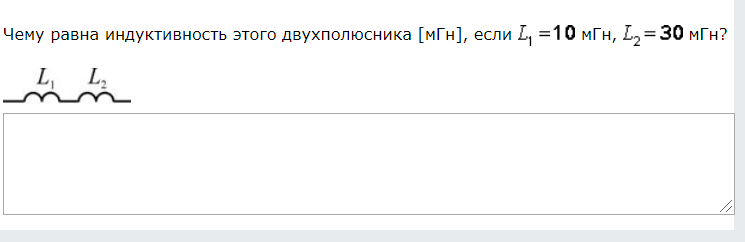 Чему равна индуктивность этого двухполюсника [мГн], если L₁ =10 мГн, L₂=30 мГн?
L₁ L₂